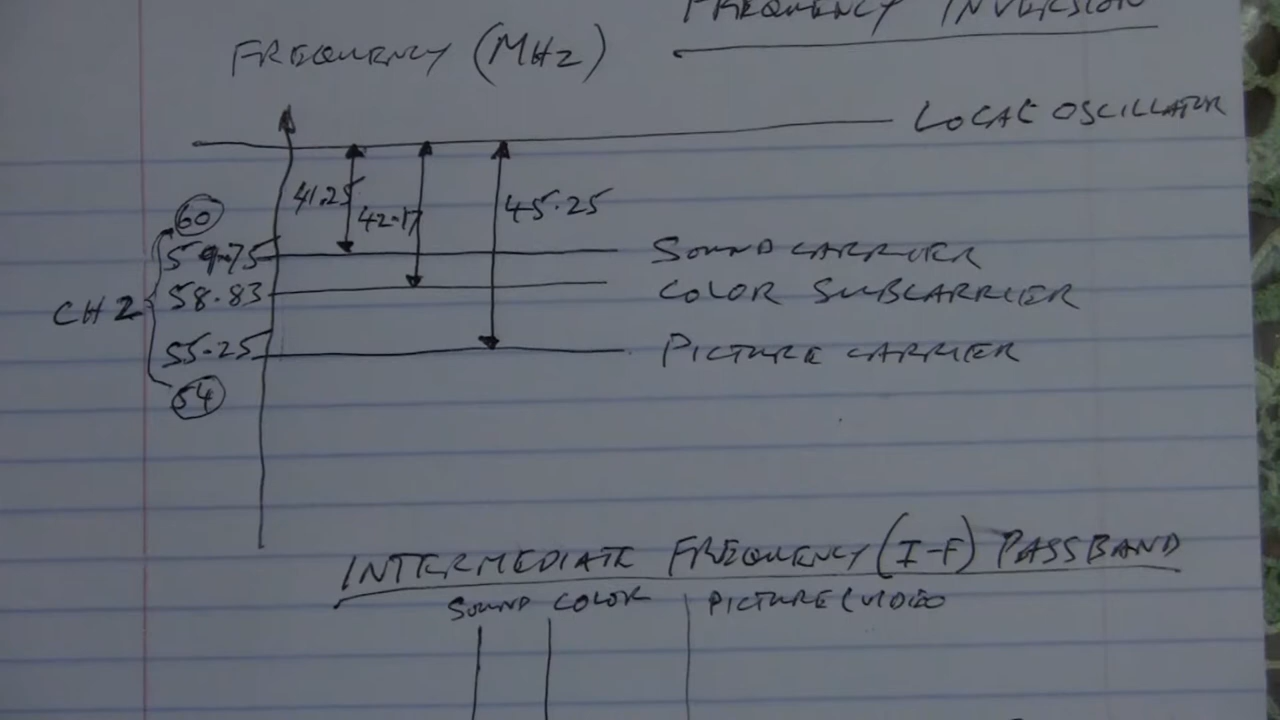 FREQUENCY INVERSION
FREQUENCY (MHz)
LOCAL OSCILLATOR
41.25
42.17
45.25
60
59.75
SOUND CARRIER
CH 2
58.83
COLOR SUBCARRIER
55.25
PICTURE CARRIER
54
INTERMEDIATE FREQUENCY (I-F) PASSBAND
SOUND COLOR PICTURE (VIDEO